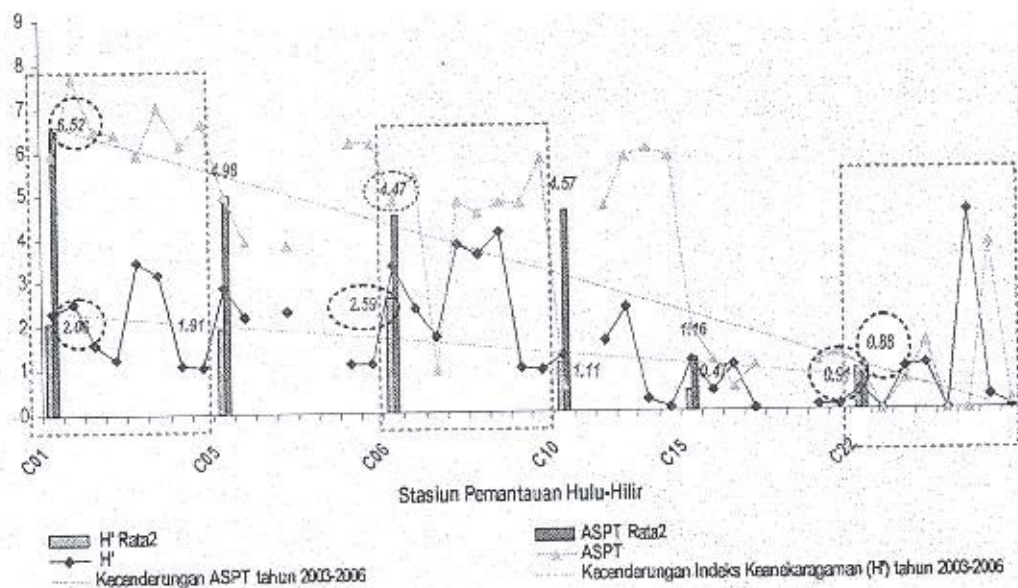 9
8
7
6
5
4
3
2
1
0
6.52
4.98
4.47
4.57
2.06
1.91
2.59
1.11
1.16
0.47
0.91
0.88
C01
C05
C06
C10
C15
C22
Stasiun Pemantauan Hulu-Hilir
H' Rata2
ASPT Rata2
H'
ASPT
Kecenderungan ASPT tahun 2003-2006
Kecenderungan Indeks Keanekaragaman (H') tahun 2003-2006